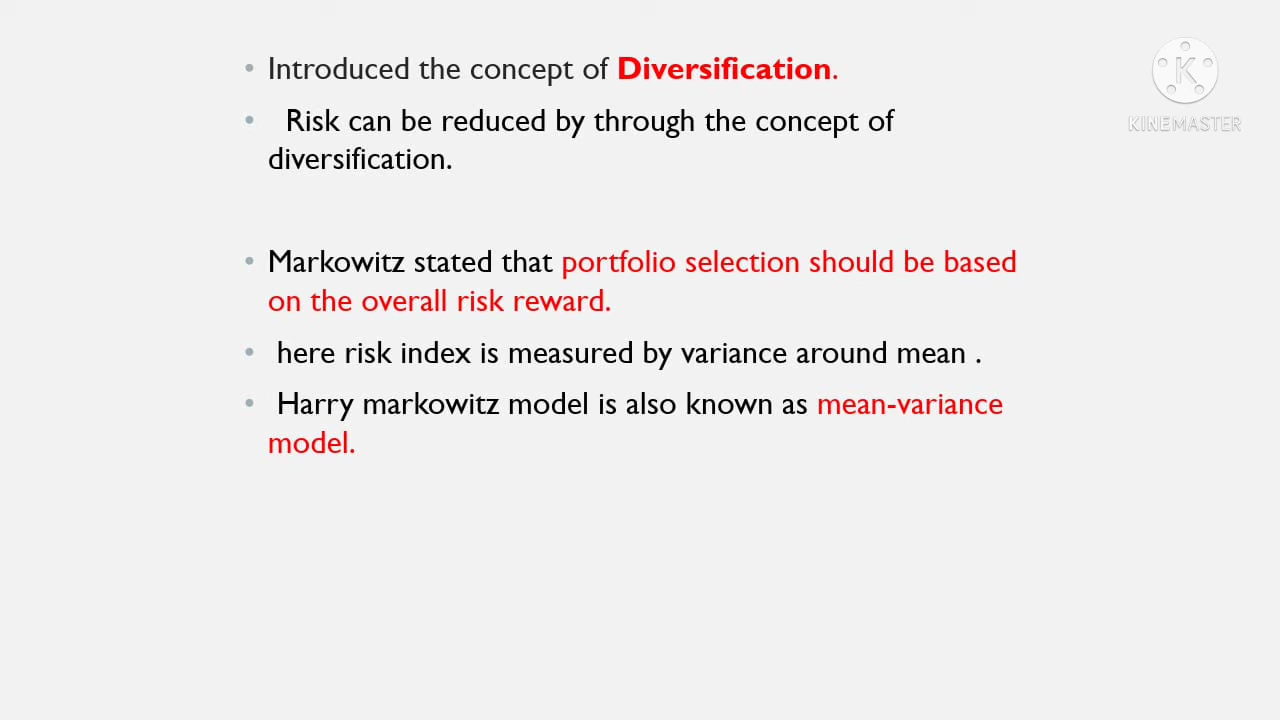 • Introduced the concept of Diversification.
• Risk can be reduced by through the concept of
diversification.
• Markowitz stated that portfolio selection should be based
on the overall risk reward.
• here risk index is measured by variance around mean .
• Harry markowitz model is also known as mean-variance
model.
K
KINEMASTER